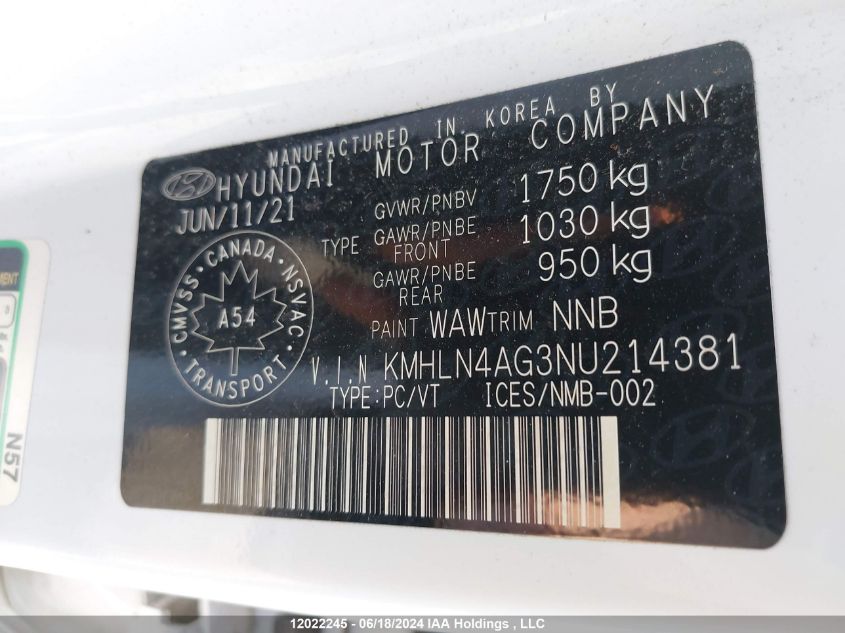 MANUFACTURED IN KOREA BY
HYUNDAI MOTOR COMPANY
JUN/11/21
GVWR/PNBV 1750 kg
TYPE GAWR/PNBE FRONT 1030 kg
GAWR/PNBE REAR 950 kg
CMVSS · CANADA · NSVAC · TRANSPORT ·
A54
PAINT WAW TRIM NNB
V.I.N KMHLN4AG3NU214381
TYPE:PC/VT ICES/NMB-002
N57
12022245 - 06/18/2024 IAA Holdings , LLC